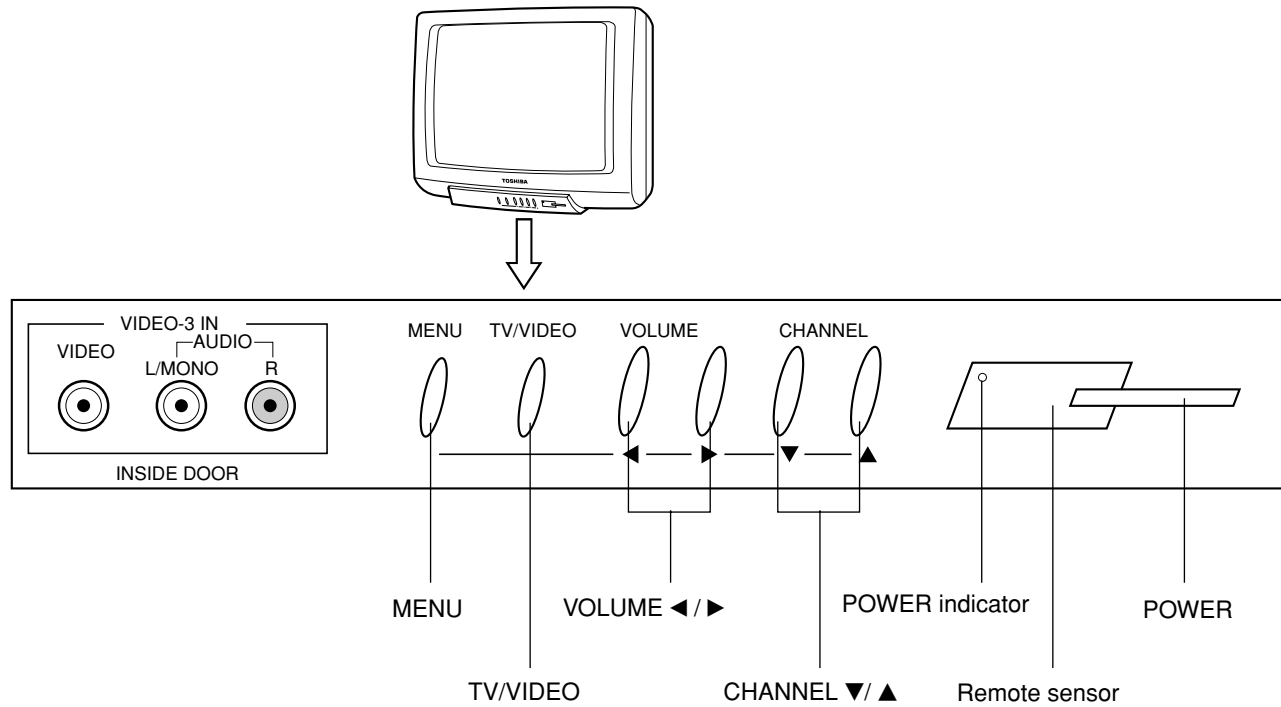 TOSHIBA
VIDEO-3 IN
AUDIO
VIDEO
L/MONO
R
INSIDE DOOR
MENU
TV/VIDEO
VOLUME
CHANNEL
◀ ▶ ▼ ▲
MENU
VOLUME ◀ / ▶
POWER indicator
POWER
TV/VIDEO
CHANNEL ▼/ ▲
Remote sensor